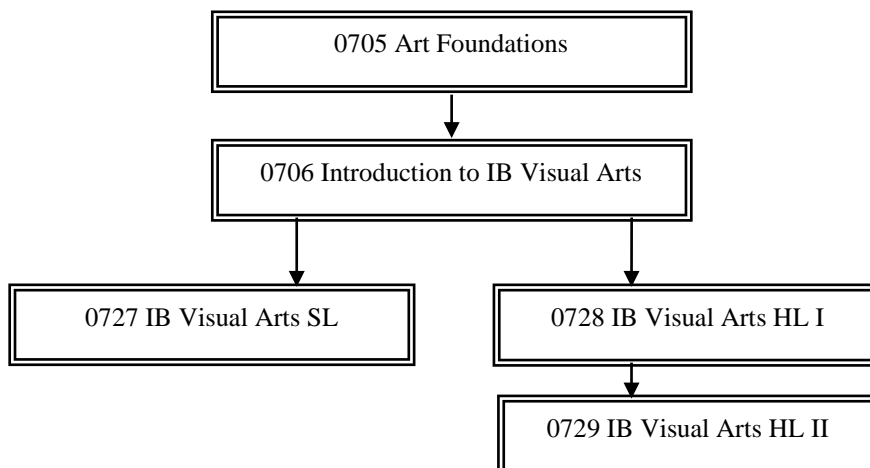 0705 Art Foundations
0706 Introduction to IB Visual Arts
0727 IB Visual Arts SL
0728 IB Visual Arts HL I
0729 IB Visual Arts HL II